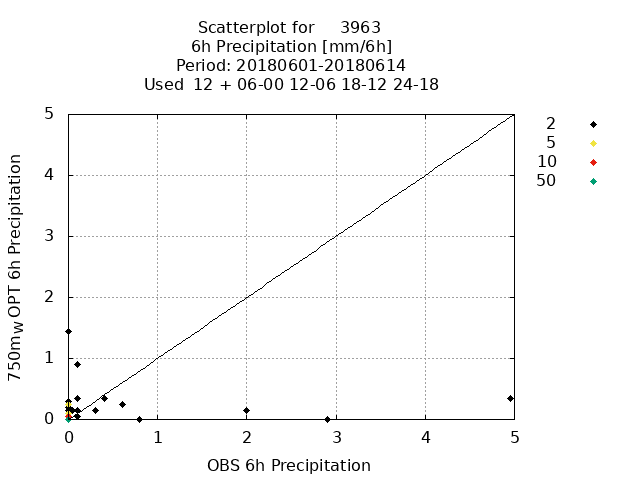 Scatterplot for 3963
6h Precipitation [mm/6h]
Period: 20180601-20180614
Used 12 + 06-00 12-06 18-12 24-18
5
4
3
2
1
0
0 1 2 3 4 5
750mw OPT 6h Precipitation
OBS 6h Precipitation
2
5
10
50